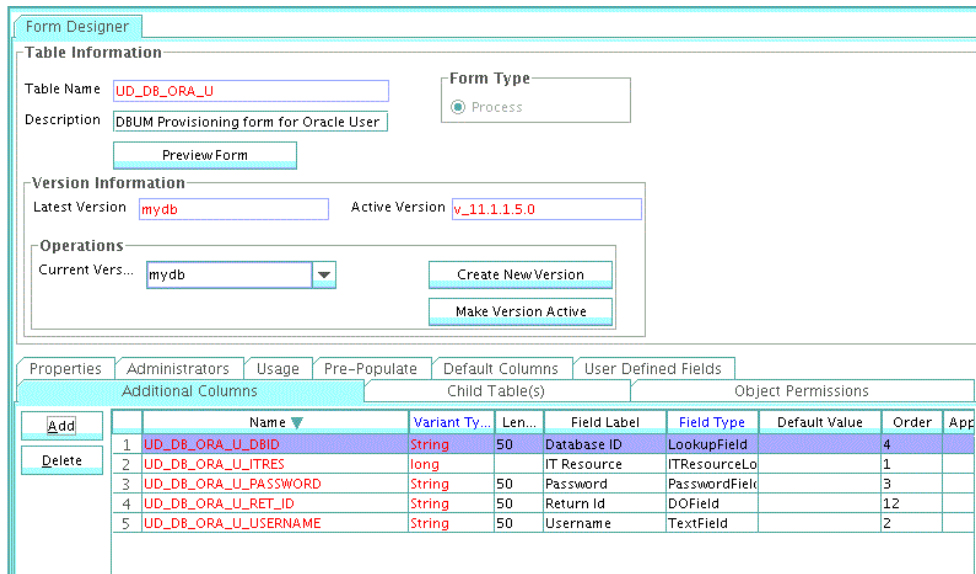 Form Designer
Table Information
Table Name UD_DB_ORA_U
Form Type
Process
Description DBUM Provisioning form for Oracle User
Preview Form
Version Information
Latest Version mydb Active Version v_11.1.1.5.0
Operations
Current Vers... mydb Create New Version
Make Version Active
Properties Administrators Usage Pre-Populate Default Columns User Defined Fields
Additional Columns Child Table(s) Object Permissions
Add
Delete
Name Variant Ty... Len... Field Label Field Type Default Value Order App
1 UD_DB_ORA_U_DBID String 50 Database ID LookupField 4
2 UD_DB_ORA_U_ITRES long IT Resource ITResourceLo 1
3 UD_DB_ORA_U_PASSWORD String 50 Password PasswordField 3
4 UD_DB_ORA_U_RET_ID String 50 Return Id DOField 12
5 UD_DB_ORA_U_USERNAME String 50 Username TextField 2